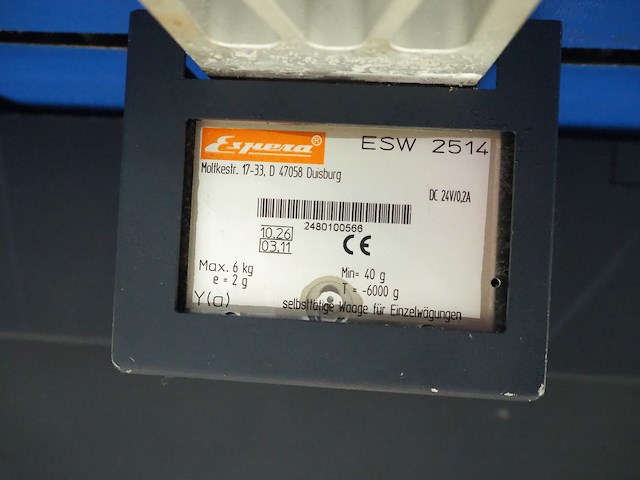 Espera®
ESW 2514
Moltkestr. 17-33, D 47058 Duisburg
DC 24V/0,2A
2480100566
10.26
03.11
CE
Max. 6 kg
e = 2 g
Min= 40 g
T = -6000 g
Y(a)
selbsttätige Waage für Einzelwägungen